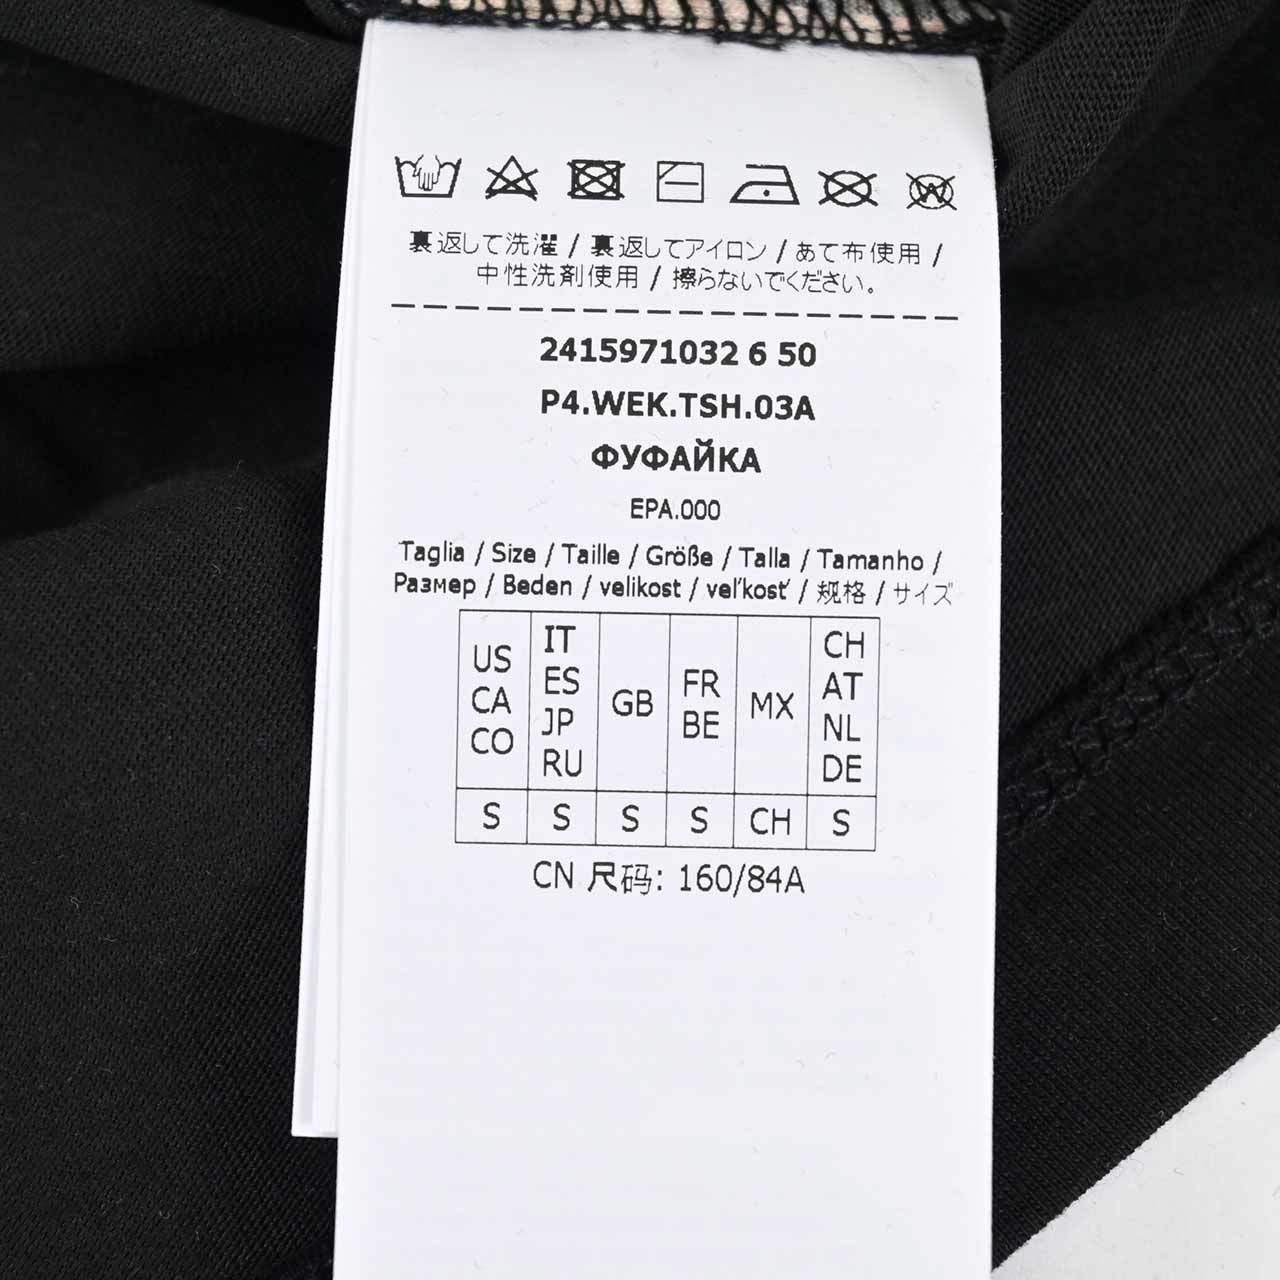 裏返して洗濯 / 裏返してアイロン / あて布使用 /
中性洗剤使用 / 擦らないでください。
2415971032 6 50
P4.WEK.TSH.03A
ФУФАЙКА
EPA.000
Taglia / Size / Taille / Größe / Talla / Tamanho /
Размер / Beden / velikost / veľkosť / 规格 / サイズ
US CA CO IT ES JP RU GB FR BE MX CH AT NL DE
S S S S CH S
CN 尺码: 160/84A